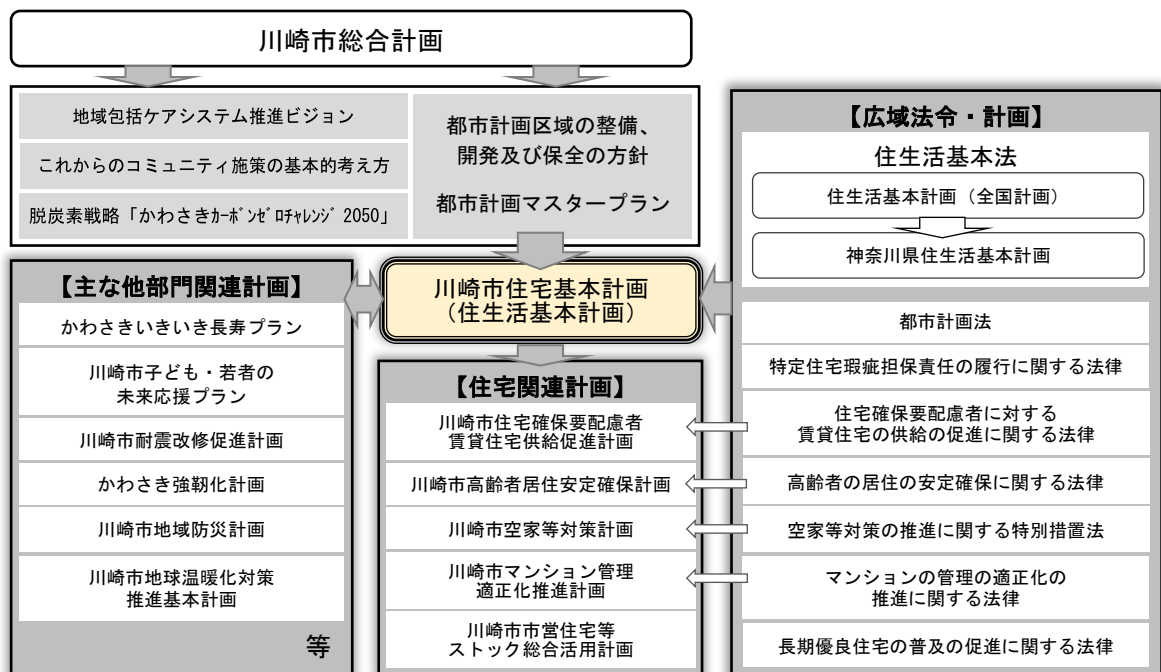 川崎市総合計画
地域包括ケアシステム推進ビジョン
これからのコミュニティ施策の基本的考え方
脱炭素戦略「かわさきｶｰﾎﾞﾝｾﾞﾛﾁｬﾚﾝｼﾞ 2050」
都市計画区域の整備、
開発及び保全の方針
都市計画マスタープラン
【広域法令・計画】
住生活基本法
住生活基本計画（全国計画）
神奈川県住生活基本計画
都市計画法
特定住宅瑕疵担保責任の履行に関する法律
住宅確保要配慮者に対する
賃貸住宅の供給の促進に関する法律
高齢者の居住の安定確保に関する法律
空家等対策の推進に関する特別措置法
マンションの管理の適正化の
推進に関する法律
長期優良住宅の普及の促進に関する法律
川崎市住宅基本計画
（住生活基本計画）
【主な他部門関連計画】
かわさきいきいき長寿プラン
川崎市子ども・若者の
未来応援プラン
川崎市耐震改修促進計画
かわさき強靱化計画
川崎市地域防災計画
川崎市地球温暖化対策
推進基本計画
等
【住宅関連計画】
川崎市住宅確保要配慮者
賃貸住宅供給促進計画
川崎市高齢者居住安定確保計画
川崎市空家等対策計画
川崎市マンション管理
適正化推進計画
川崎市市営住宅等
ストック総合活用計画